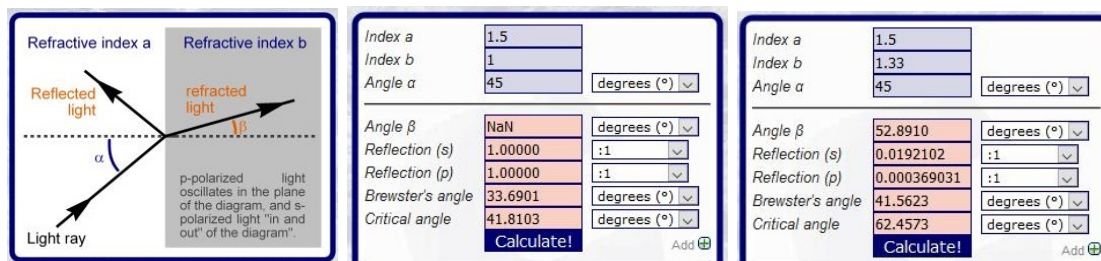 Refractive index a
Refractive index b
Reflected
light
refracted
light
β
α
p-polarized light
oscillates in the plane
of the diagram, and s-
polarized light "in and
out" of the diagram".
Light ray
Index a 1.5
Index b 1
Angle α 45 degrees (°)
Angle β NaN degrees (°)
Reflection (s) 1.00000 :1
Reflection (p) 1.00000 :1
Brewster's angle 33.6901 degrees (°)
Critical angle 41.8103 degrees (°)
Calculate! Add
Index a 1.5
Index b 1.33
Angle α 45 degrees (°)
Angle β 52.8910 degrees (°)
Reflection (s) 0.0192102 :1
Reflection (p) 0.000369031 :1
Brewster's angle 41.5623 degrees (°)
Critical angle 62.4573 degrees (°)
Calculate! Add